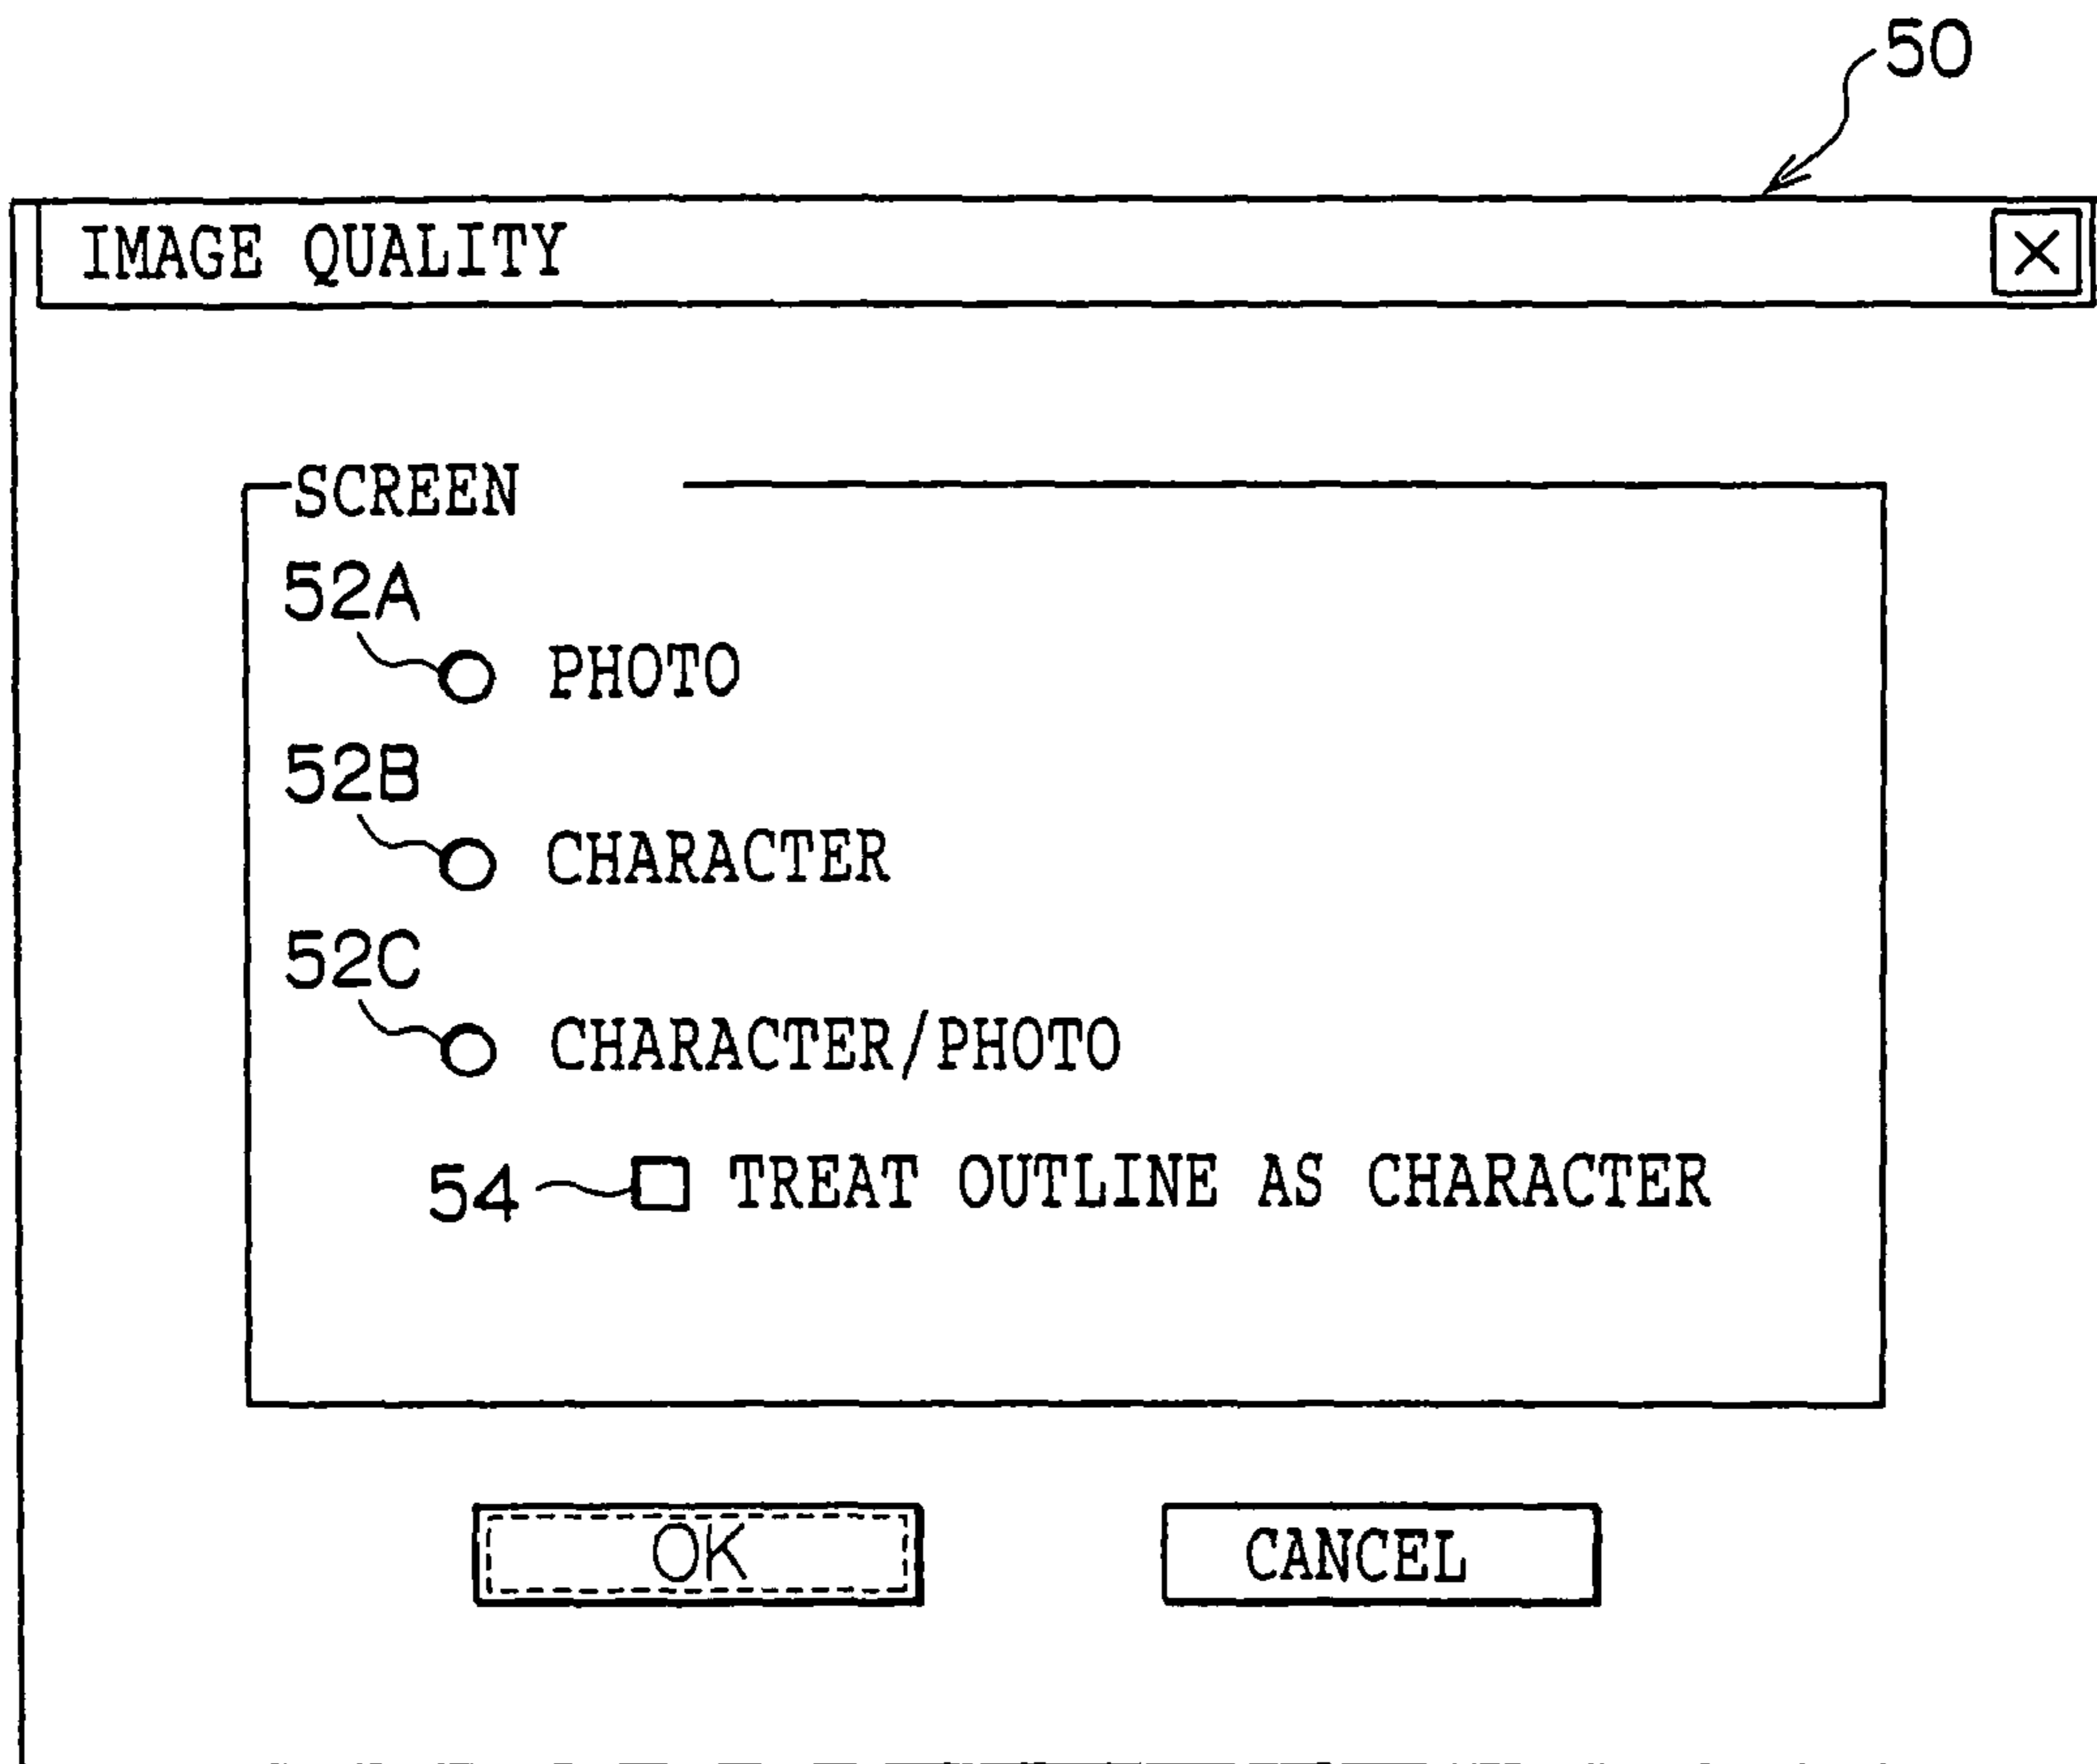 50
IMAGE QUALITY X
SCREEN
52A
PHOTO
52B
CHARACTER
52C
CHARACTER/PHOTO
54 TREAT OUTLINE AS CHARACTER
OK CANCEL